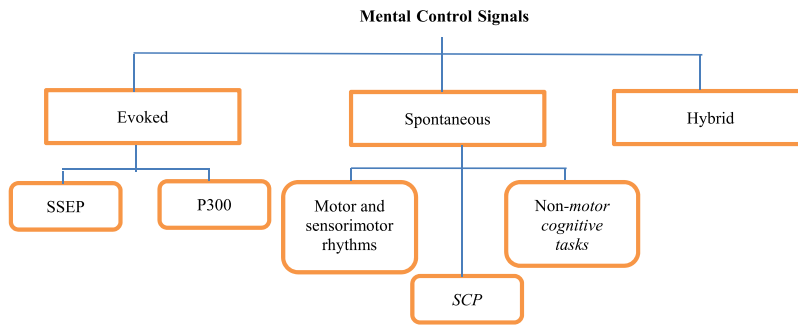 Mental Control Signals
Evoked
Spontaneous
Hybrid
SSEP
P300
Motor and
sensorimotor
rhythms
Non-motor
cognitive
tasks
SCP